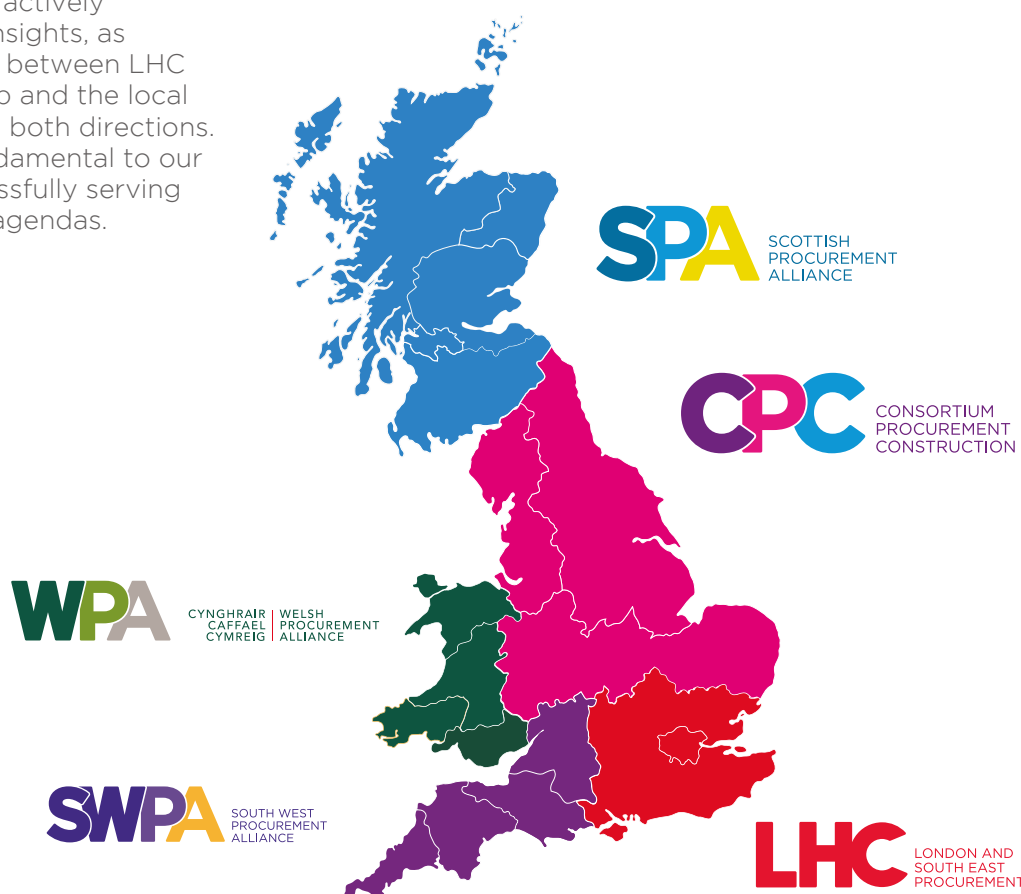 actively
nsights, as
between LHC
o and the local
both directions.
damental to our
ssfully serving
agendas.
SPA
SCOTTISH
PROCUREMENT
ALLIANCE
CPC
CONSORTIUM
PROCUREMENT
CONSTRUCTION
WPA
CYNGHRAIR
CAFFAEL
CYMREIG
WELSH
PROCUREMENT
ALLIANCE
SWPA
SOUTH WEST
PROCUREMENT
ALLIANCE
LHC
LONDON AND
SOUTH EAST
PROCUREMENT